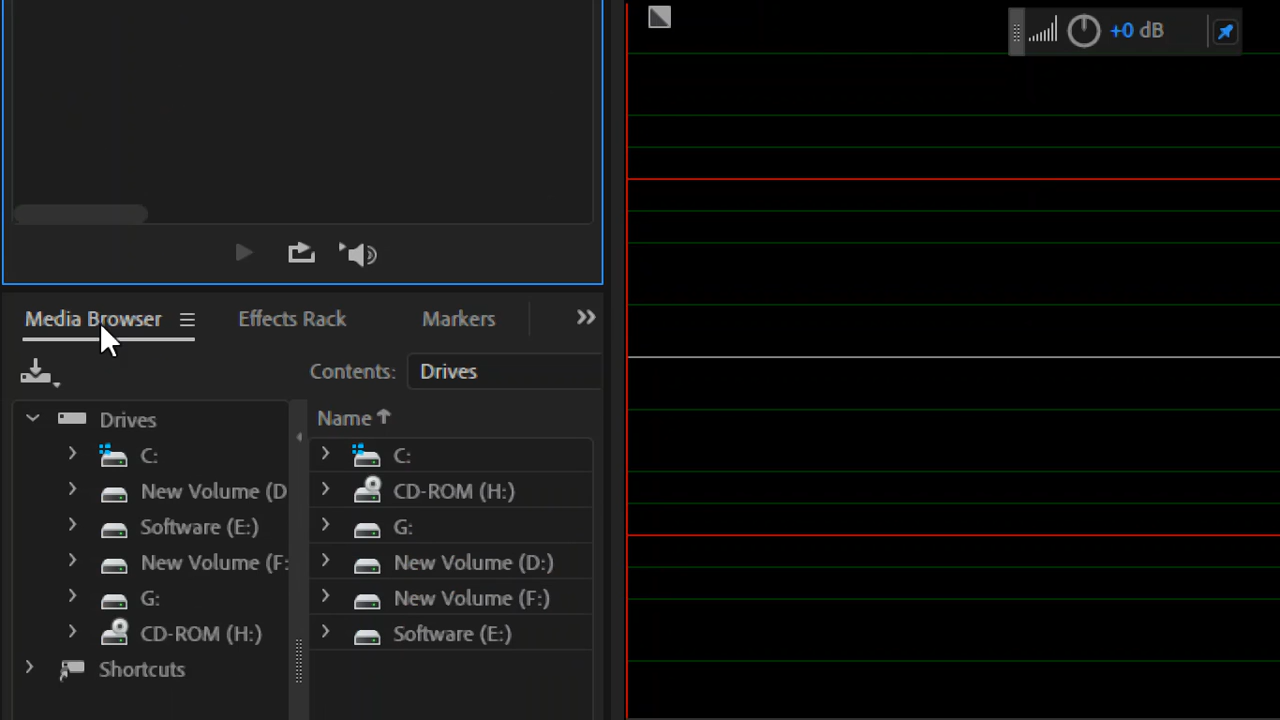 +0 dB
Media Browser Effects Rack Markers
Contents: Drives
Drives
C:
New Volume (D
Software (E:)
New Volume (F:
G:
CD-ROM (H:)
Shortcuts
Name
C:
CD-ROM (H:)
G:
New Volume (D:)
New Volume (F:)
Software (E:)